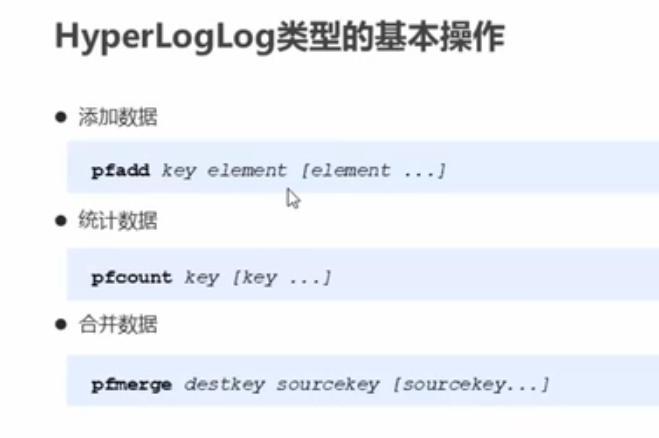 HyperLogLog类型的基本操作
● 添加数据
pfadd key element [element ...]
● 统计数据
pfcount key [key ...]
● 合并数据
pfmerge destkey sourcekey [sourcekey...]